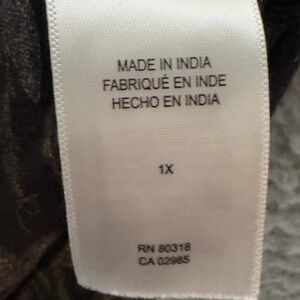 MADE IN INDIA
FABRIQUÉ EN INDE
HECHO EN INDIA
1X
RN 80318
CA 02985